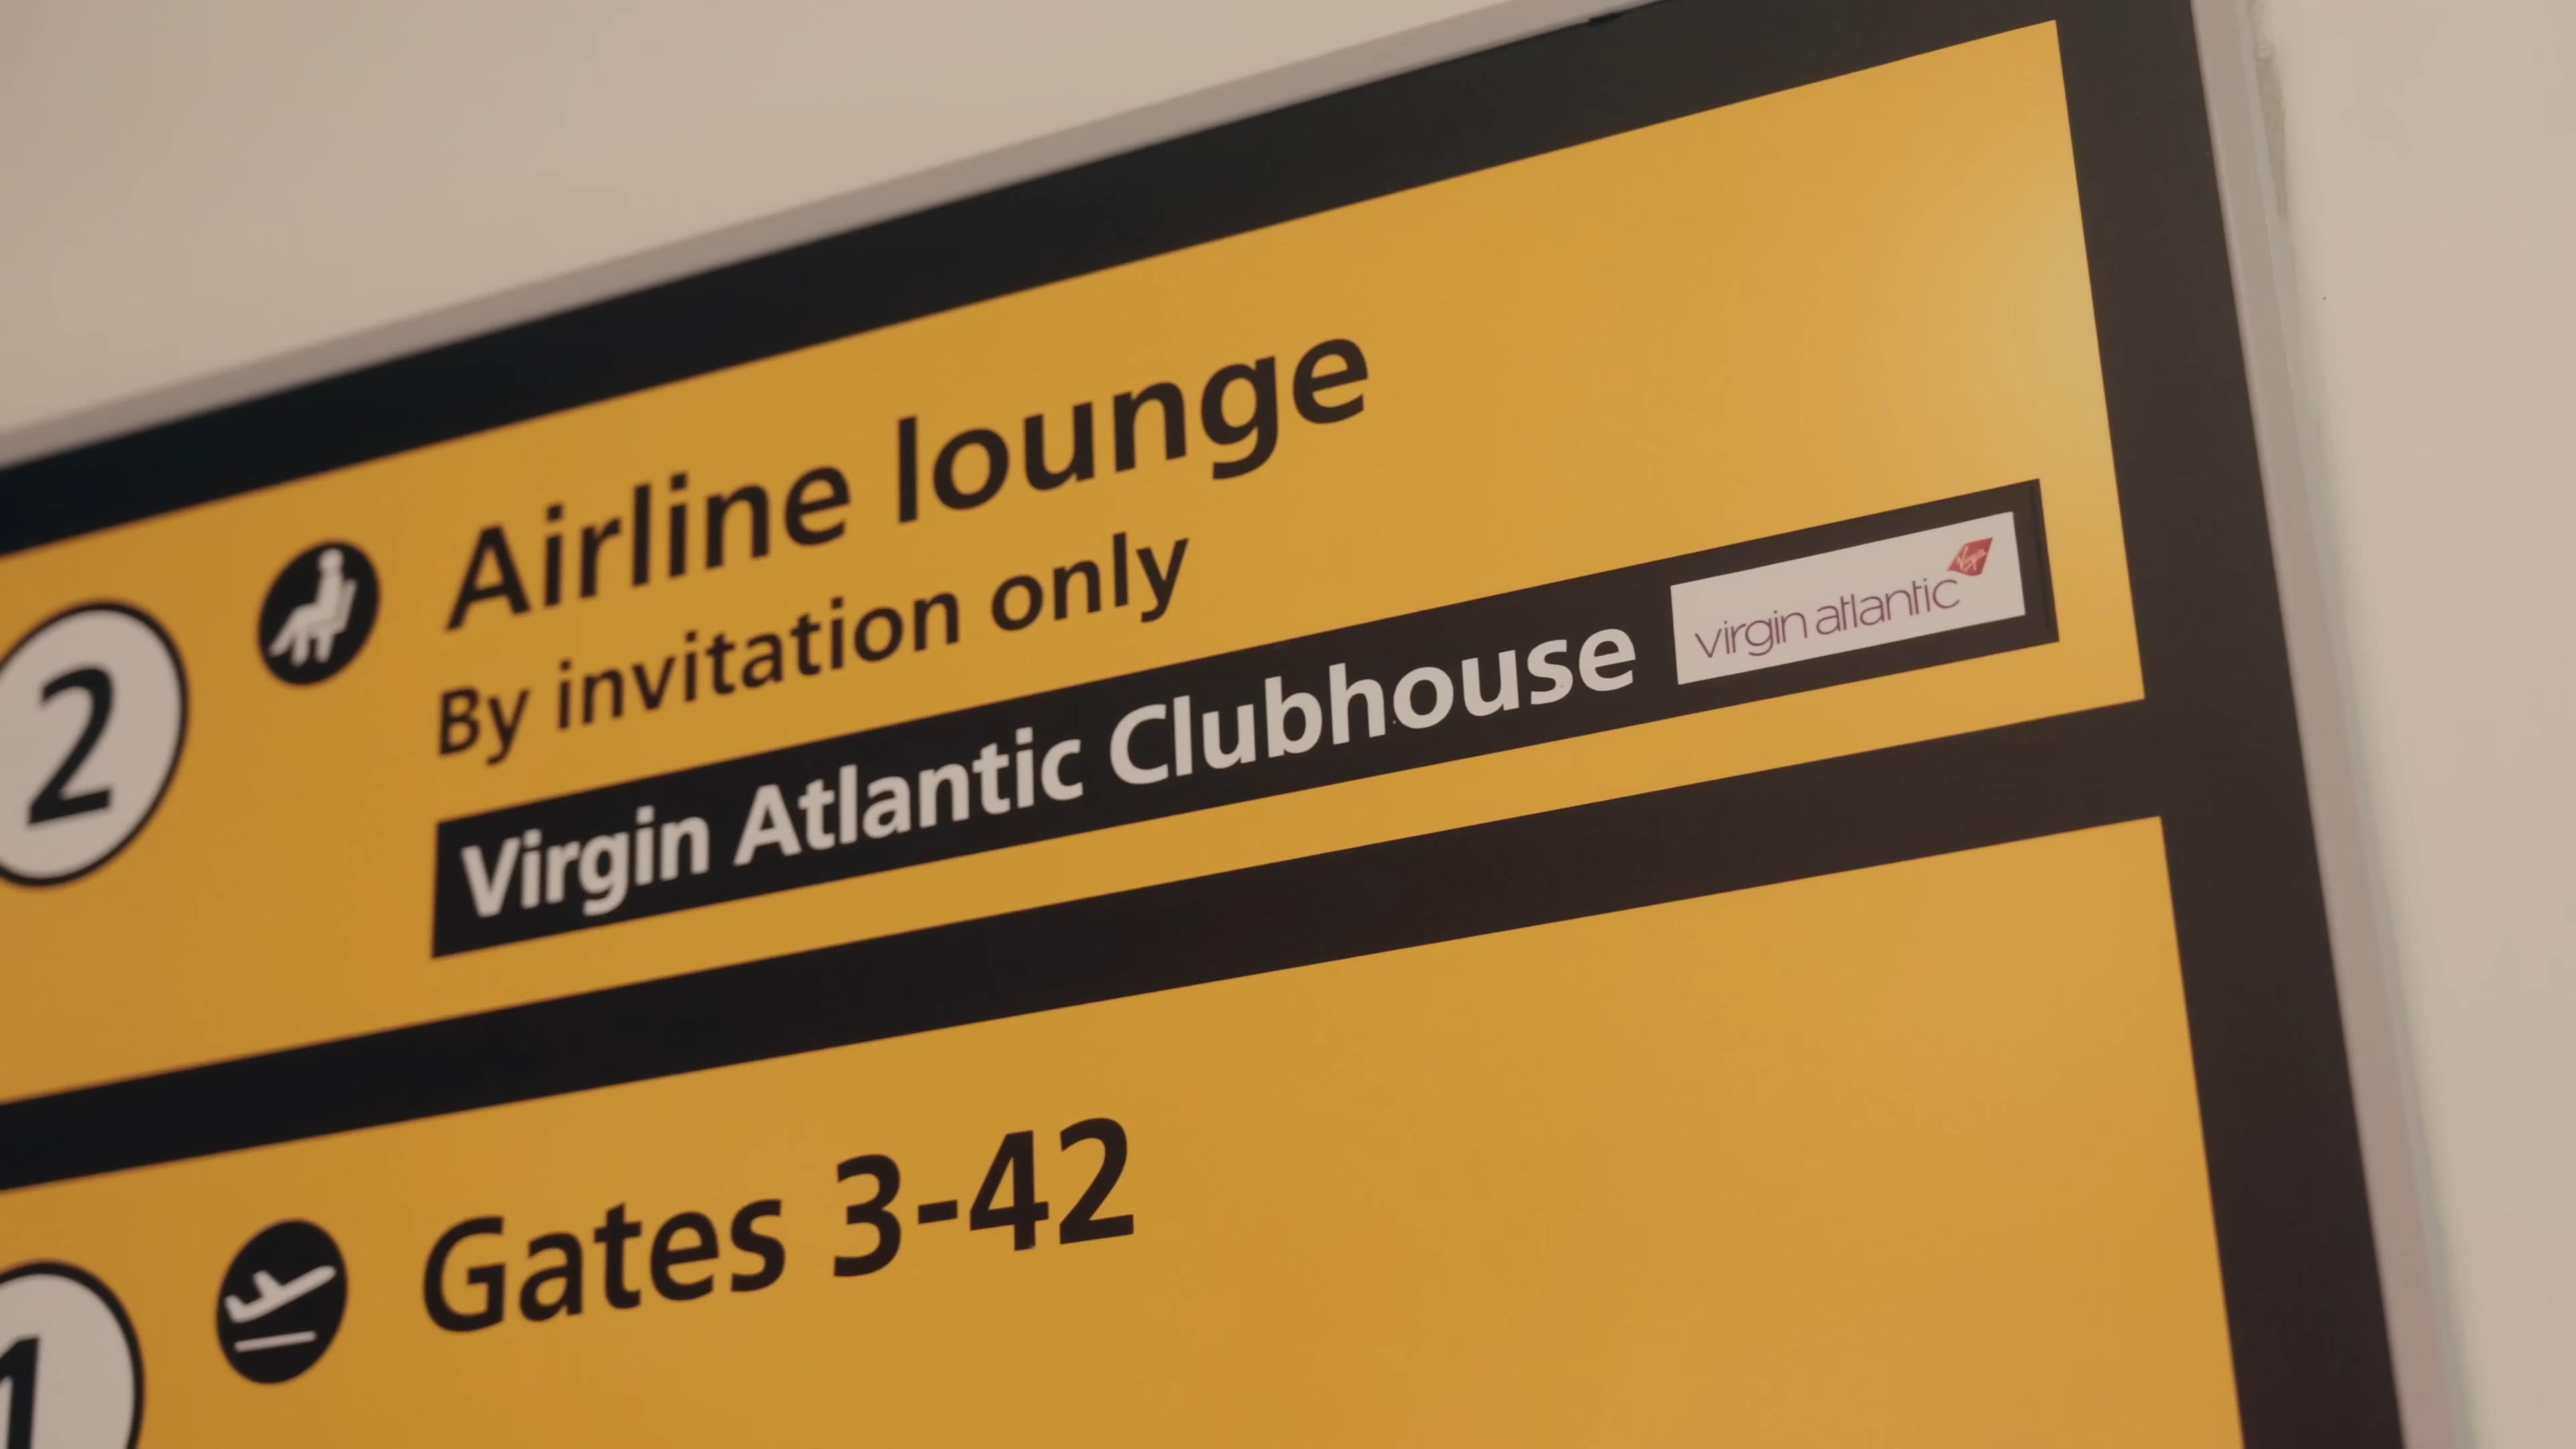 2
Airline lounge
By invitation only
Virgin Atlantic Clubhouse
virgin atlantic
Virgin
1
Gates 3-42